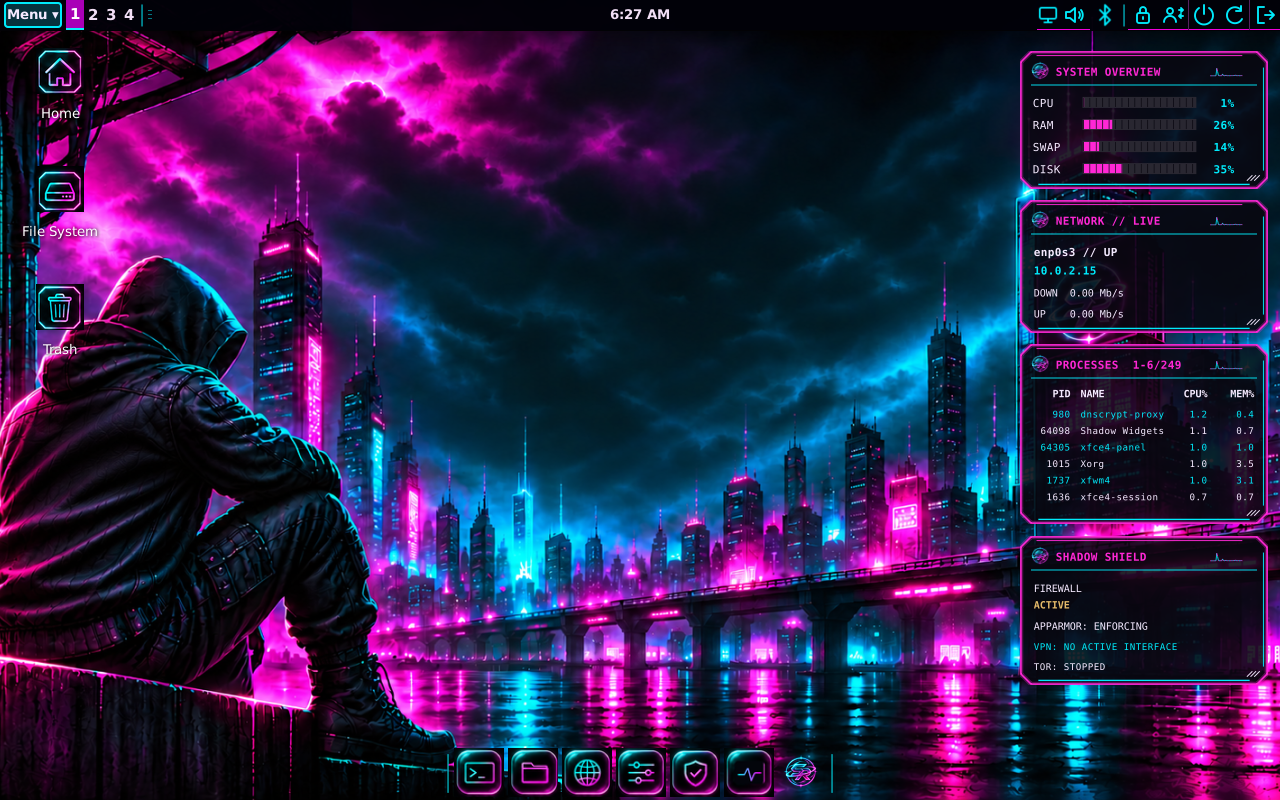 Menu ▾ 1 2 3 4
6:27 AM
Home
File System
Trash
SYSTEM OVERVIEW
CPU 1%
RAM 26%
SWAP 14%
DISK 35%
NETWORK // LIVE
enp0s3 // UP
10.0.2.15
DOWN 0.00 Mb/s
UP 0.00 Mb/s
PROCESSES 1-6/249
PID NAME CPU% MEM%
980 dnscrypt-proxy 1.2 0.4
64098 Shadow Widgets 1.1 0.7
64305 xfce4-panel 1.0 1.0
1015 Xorg 1.0 3.5
1737 xfwm4 1.0 3.1
1636 xfce4-session 0.7 0.7
SHADOW SHIELD
FIREWALL
ACTIVE
APPARMOR: ENFORCING
VPN: NO ACTIVE INTERFACE
TOR: STOPPED